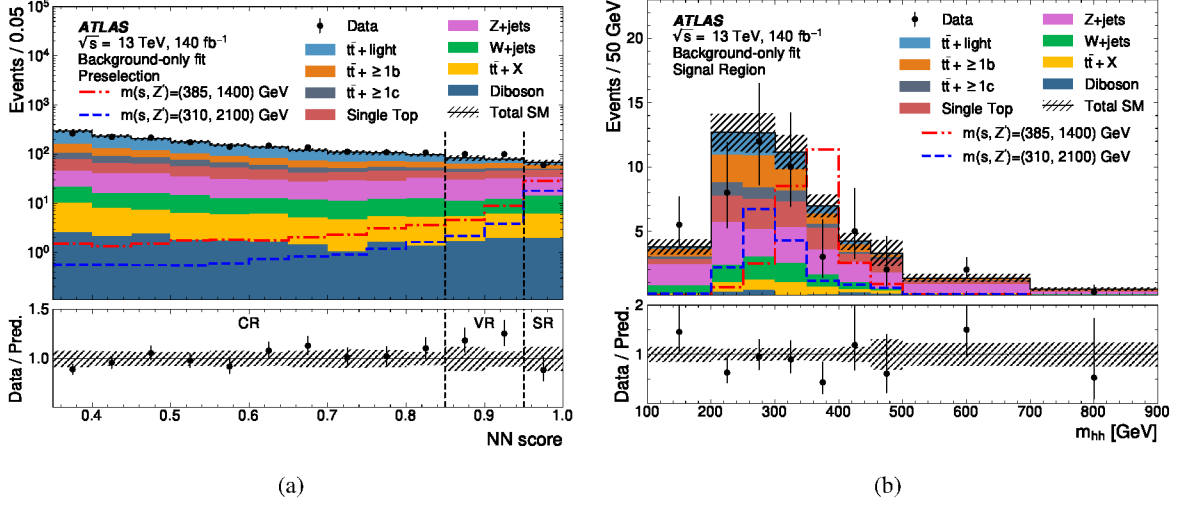 ATLAS
√s = 13 TeV, 140 fb⁻¹
Background-only fit
Preselection
m(s, Z′)=(385, 1400) GeV
m(s, Z′)=(310, 2100) GeV
Data
tt̄ + light
tt̄ + ≥1b
tt̄ + ≥1c
Single Top
Z+jets
W+jets
tt̄ + X
Diboson
Total SM
Events / 0.05
10⁵
10⁴
10³
10²
10¹
10⁰
CR
VR
SR
Data / Pred.
1.5
1.0
0.4 0.5 0.6 0.7 0.8 0.9 1.0
NN score
(a)
ATLAS
√s = 13 TeV, 140 fb⁻¹
Background-only fit
Signal Region
Data
tt̄ + light
tt̄ + ≥1b
tt̄ + ≥1c
Single Top
Z+jets
W+jets
tt̄ + X
Diboson
Total SM
m(s, Z′)=(385, 1400) GeV
m(s, Z′)=(310, 2100) GeV
Events / 50 GeV
20
15
10
5
Data / Pred.
2
1
0
100 200 300 400 500 600 700 800 900
m_hh [GeV]
(b)